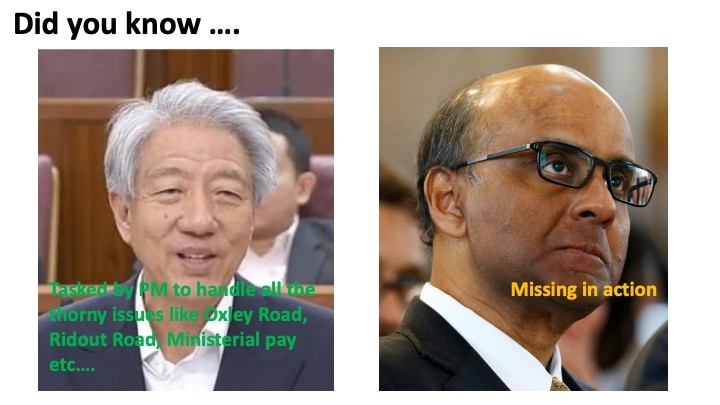 Did you know ….
Tasked by PM to handle all the
thorny issues like Oxley Road,
Ridout Road, Ministerial pay
etc….
Missing in action